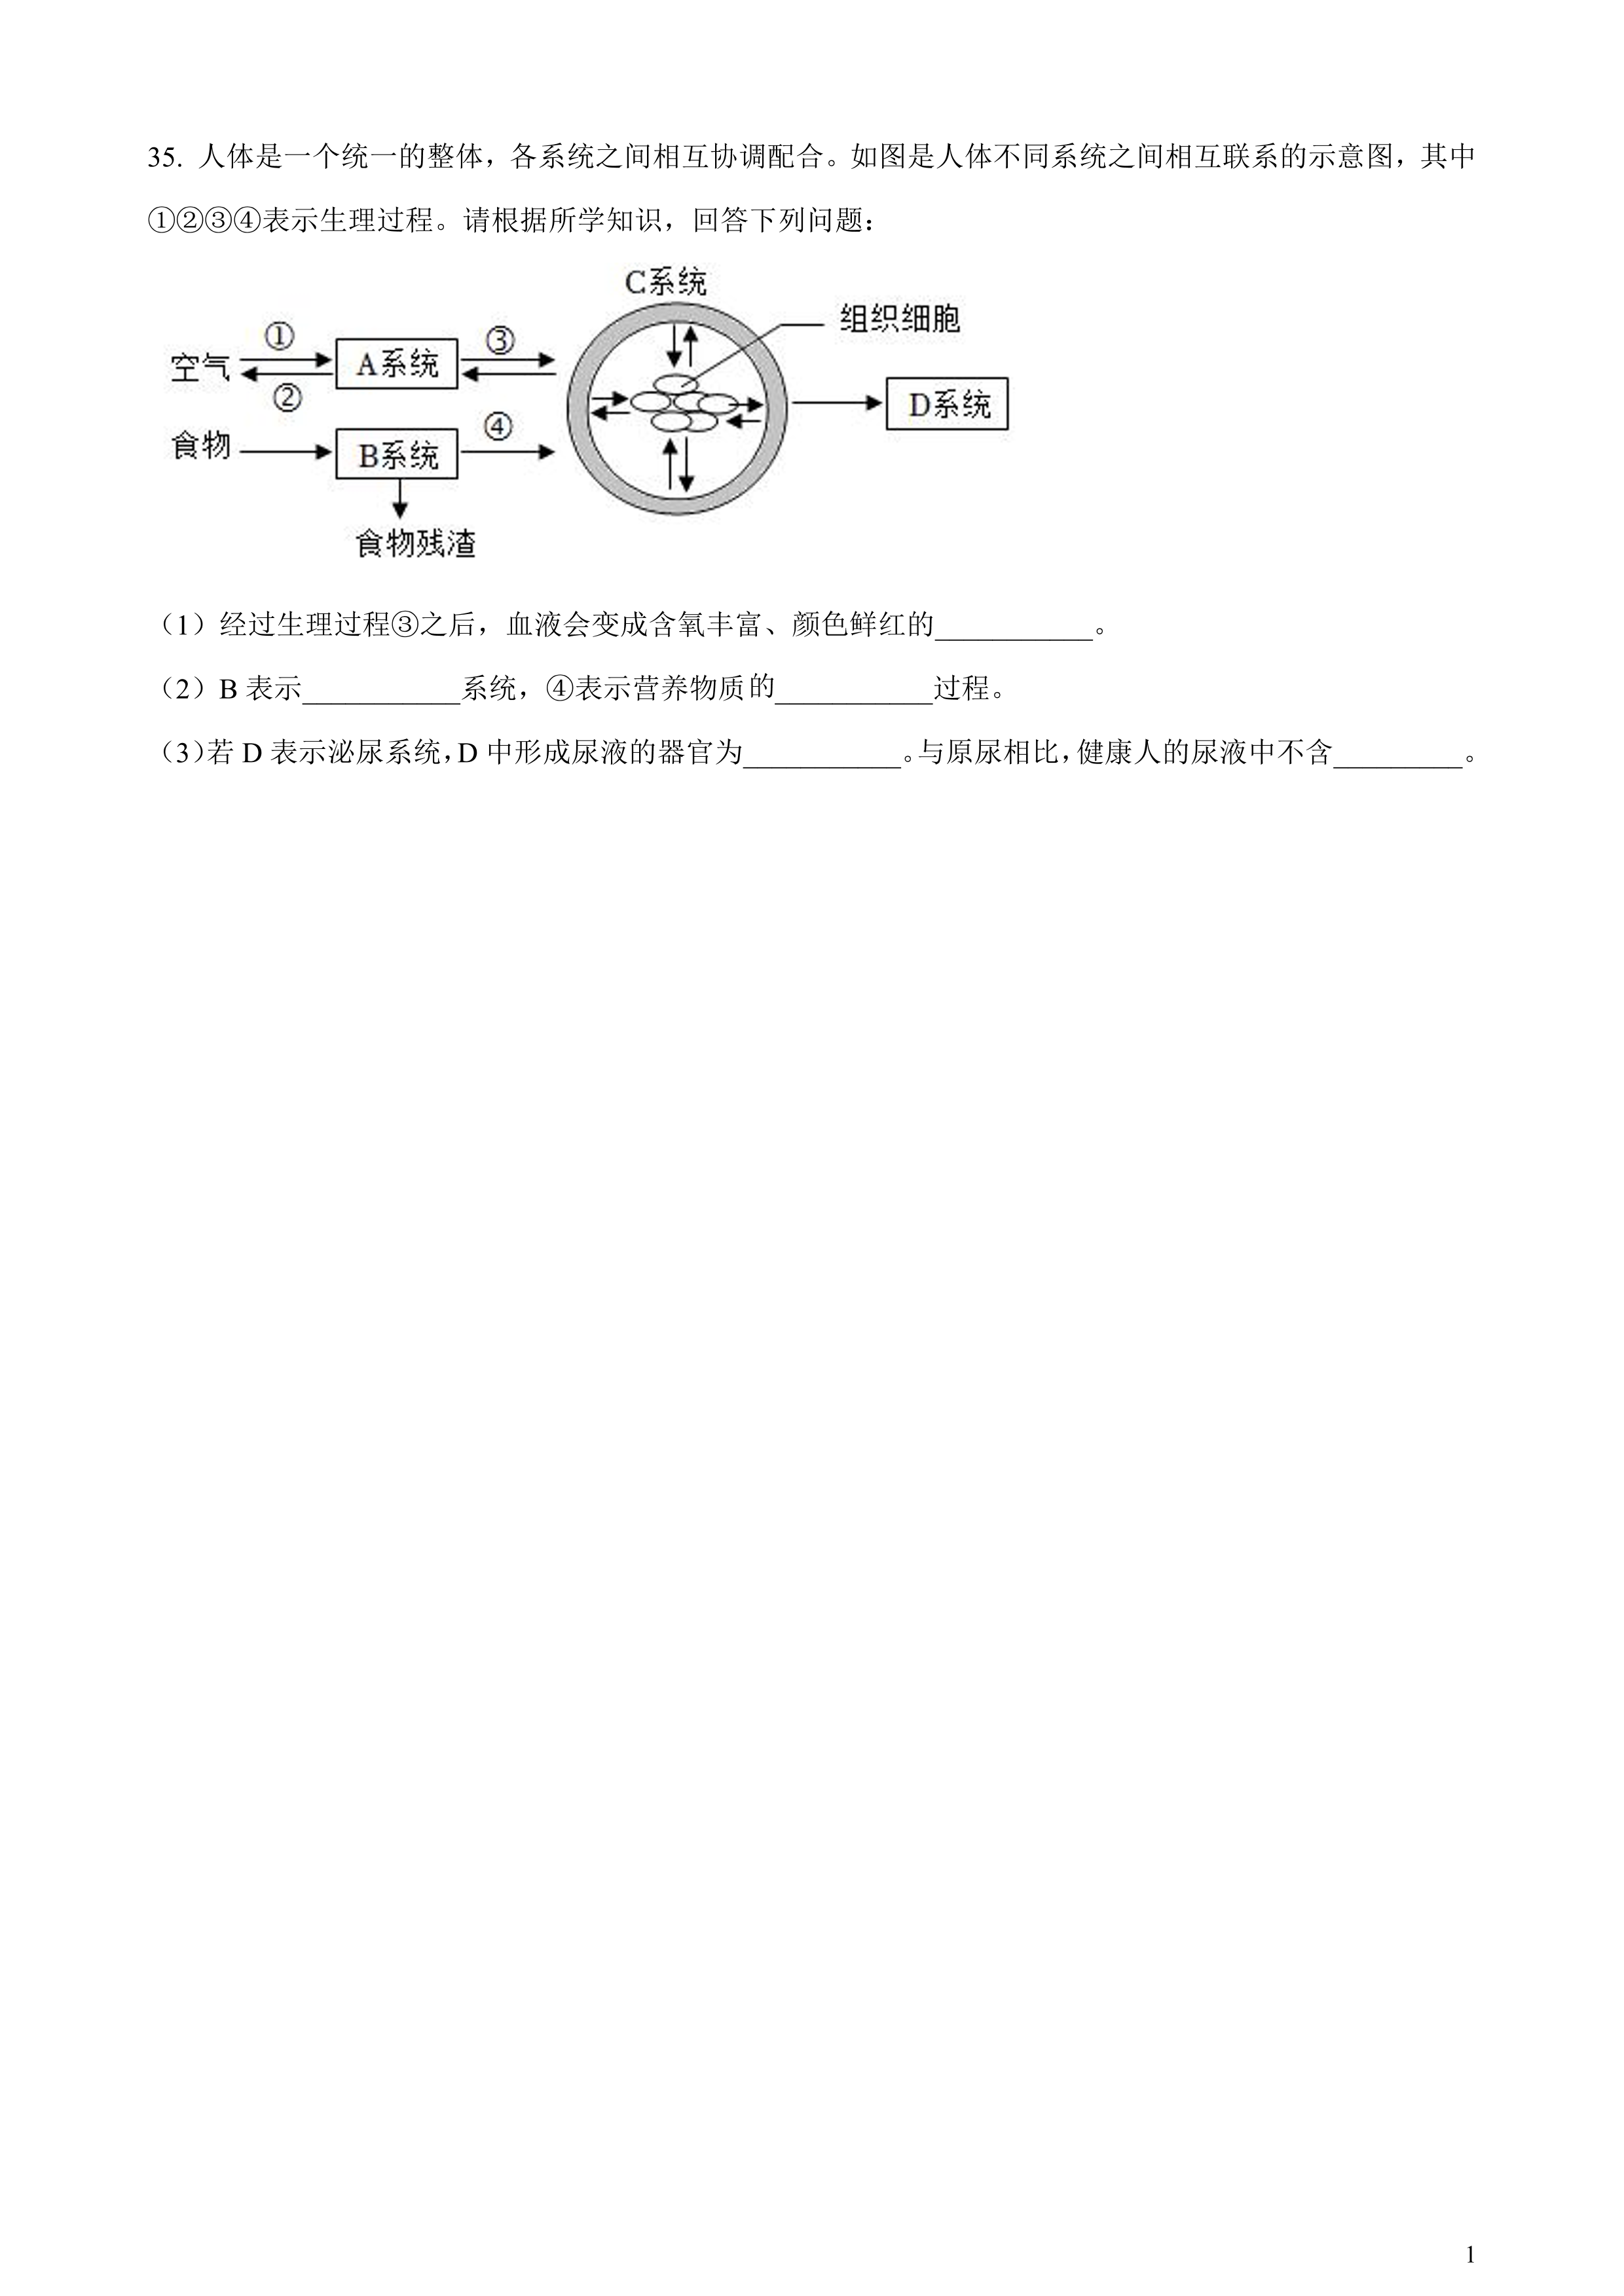 35. 人体是一个统一的整体，各系统之间相互协调配合。如图是人体不同系统之间相互联系的示意图，其中
①②③④表示生理过程。请根据所学知识，回答下列问题：
C系统
组织细胞
①
③
空气
A系统
②
D系统
④
食物
B系统
食物残渣
（1）经过生理过程③之后，血液会变成含氧丰富、颜色鲜红的___________。
（2）B 表示___________系统，④表示营养物质的___________过程。
（3）若 D 表示泌尿系统，D 中形成尿液的器官为___________。与原尿相比，健康人的尿液中不含_________。
1